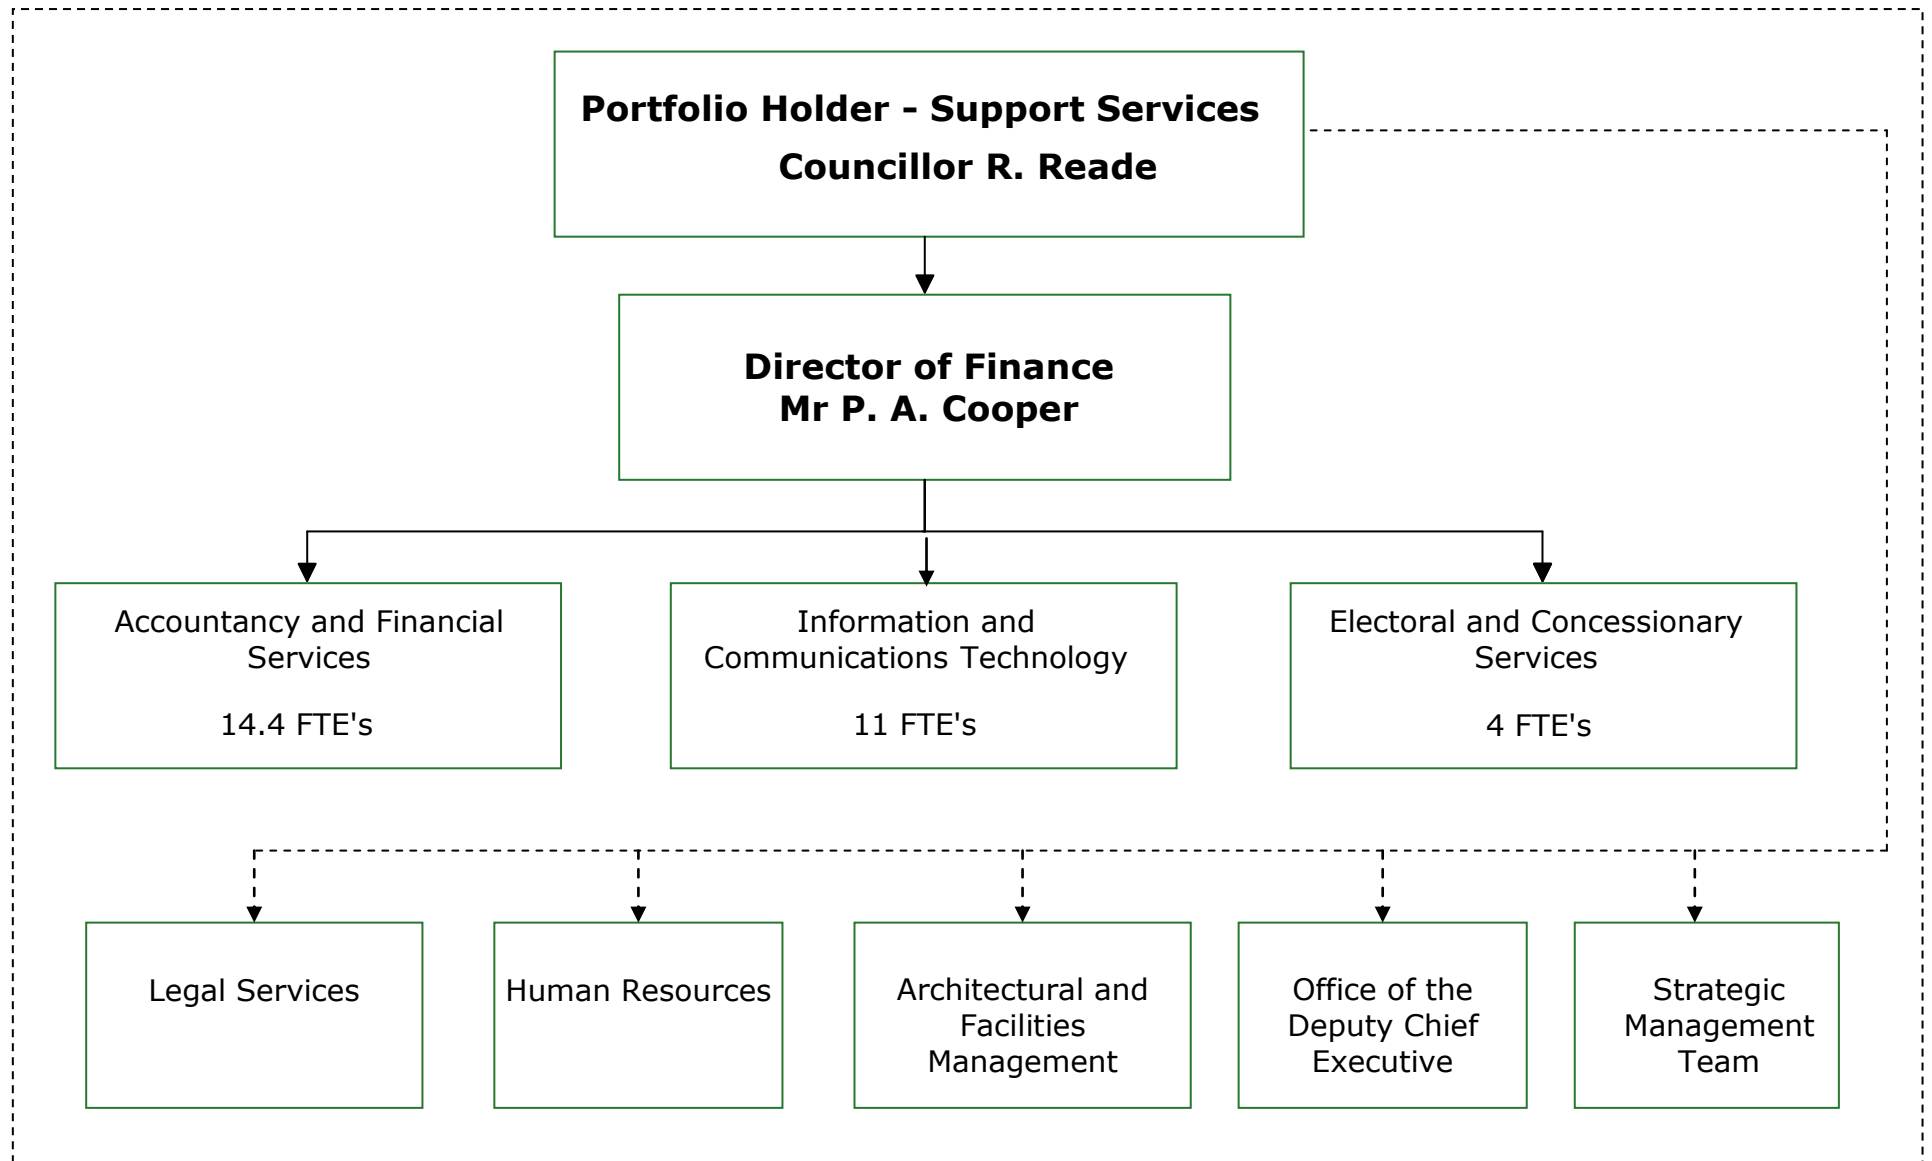 Portfolio Holder – Support Services
Councillor R. Reade
Director of Finance
Mr P. A. Cooper
Accountancy and Financial
Services
14.4 FTE's
Information and
Communications Technology
11 FTE's
Electoral and Concessionary
Services
4 FTE's
Legal Services
Human Resources
Architectural and
Facilities
Management
Office of the
Deputy Chief
Executive
Strategic
Management
Team